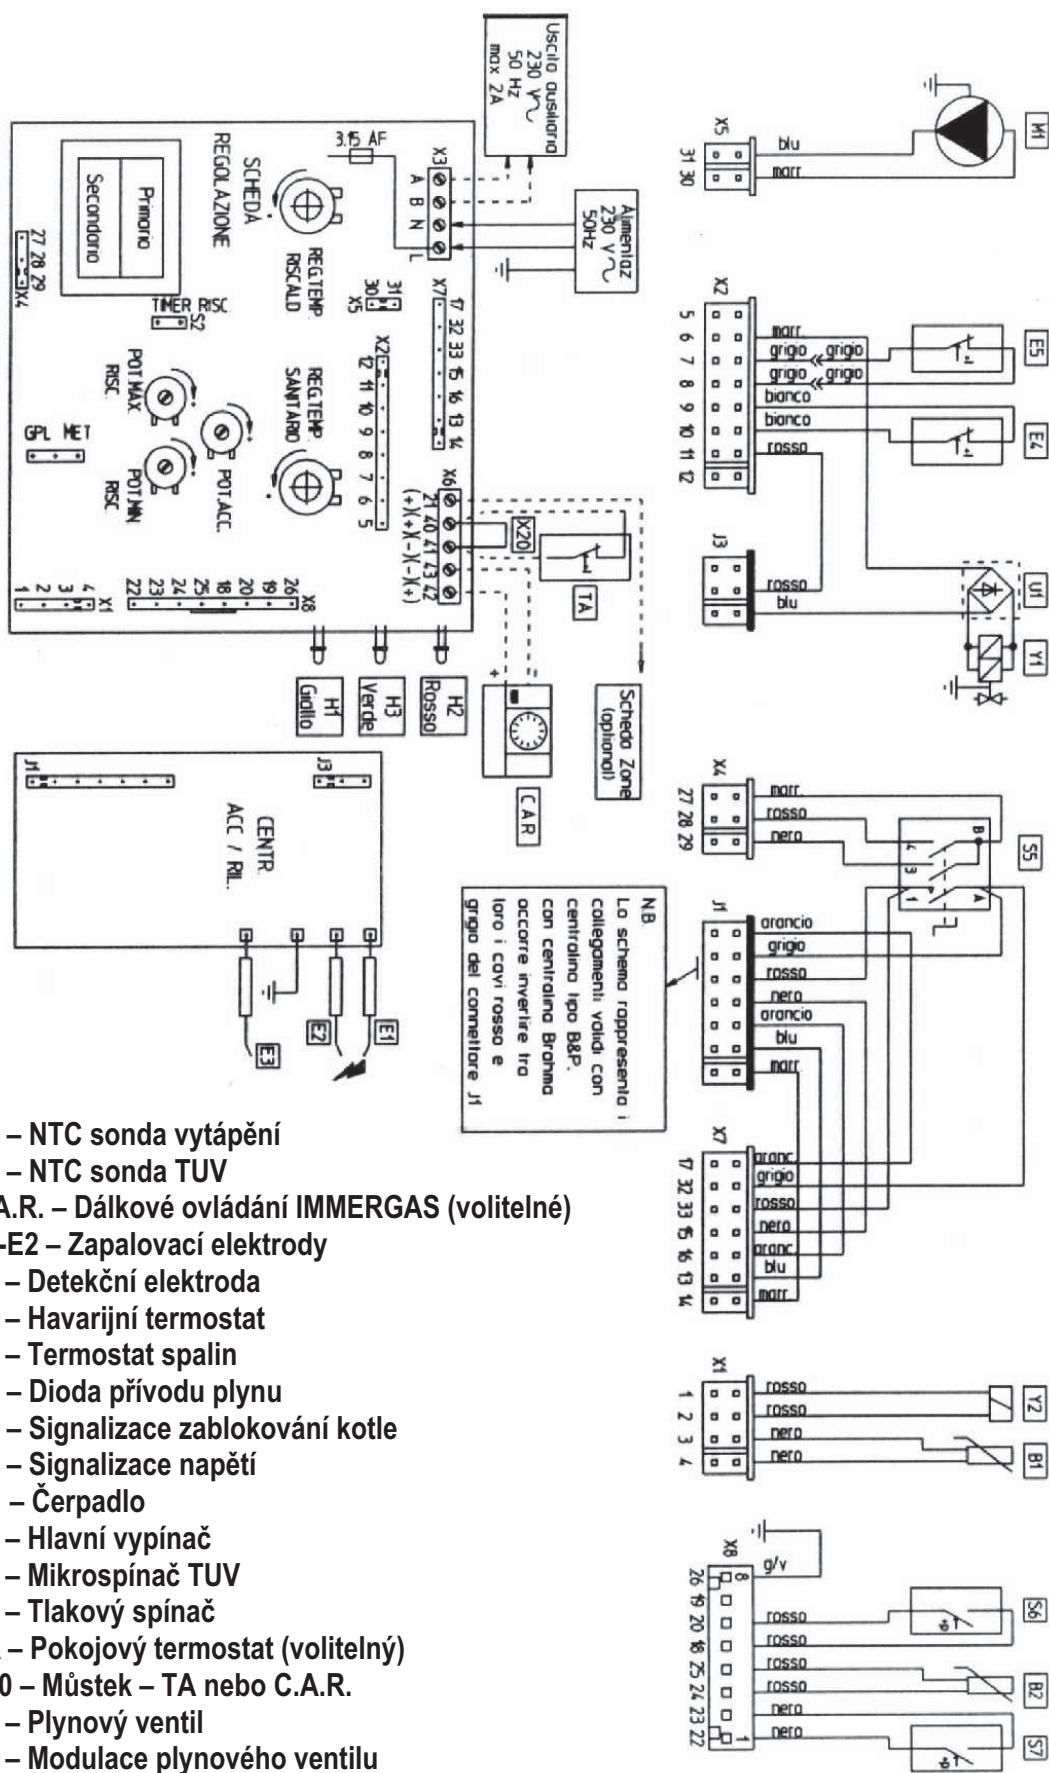 Uscita ausiliaria
230 V
50 Hz
max 2A
Alimentaz
230 V
50Hz
3.15 AF
X3
A
B
N
L
SCHEDA
REGOLAZIONE
Primario
Secondario
27 28 29
X4
REG.TEMP.
RISCALD
TIMER RISC.
S2
X5
30
31
X7
17 32 33 15 16 13 14
X2
12 11 10 9 8 7 6 5
REG.TEMP.
SANITARIO
POT.MAX.
RISC.
POT.ACC.
POT.MIN.
RISC
GPL MET
X6
21 40 41 43 42
(+)(+)(-)(-)(+)
X20
TA
1 2 3 4
X1
22 23 24 25 18 20 19 26
X8
H1
Giallo
H3
Verde
H2
Rosso
- +
C.A.R
Scheda Zone
(optional)
J1
J3
CENTR.
ACC / RIL.
E1
E2
E3
M1
X5
31 30
blu
marr.
X2
5 6 7 8 9 10 11 12
marr.
grigio grigio
grigio grigio
bianco
bianco
rosso
E5
E4
J3
rosso
blu
U1
Y1
X4
27 28 29
marr.
rosso
nero
S5
B
4
3
1
A
N.B.
Lo schema rappresenta i
collegamenti validi con
centralina tipo B&P.
con centralina Brahma
occorre invertire tra
loro i cavi rosso e
grigio del connettore J1
J1
arancio
grigio
rosso
nero
arancio
blu
marr.
X7
17 32 33 15 16 13 14
aranc.
grigio
rosso
nero
aranc.
blu
marr.
X1
1 2 3 4
rosso
rosso
nero
nero
Y2
B1
X8
26 19 20 18 25 24 23 22
8
1
g/v
rosso
rosso
rosso
rosso
nero
nero
S6
B2
S7
– NTC sonda vytápění
– NTC sonda TUV
A.R. – Dálkové ovládání IMMERGAS (volitelné)
-E2 – Zapalovací elektrody
– Detekční elektroda
– Havarijní termostat
– Termostat spalin
– Dioda přívodu plynu
– Signalizace zablokování kotle
– Signalizace napětí
– Čerpadlo
– Hlavní vypínač
– Mikrospínač TUV
– Tlakový spínač
– Pokojový termostat (volitelný)
0 – Můstek – TA nebo C.A.R.
– Plynový ventil
– Modulace plynového ventilu